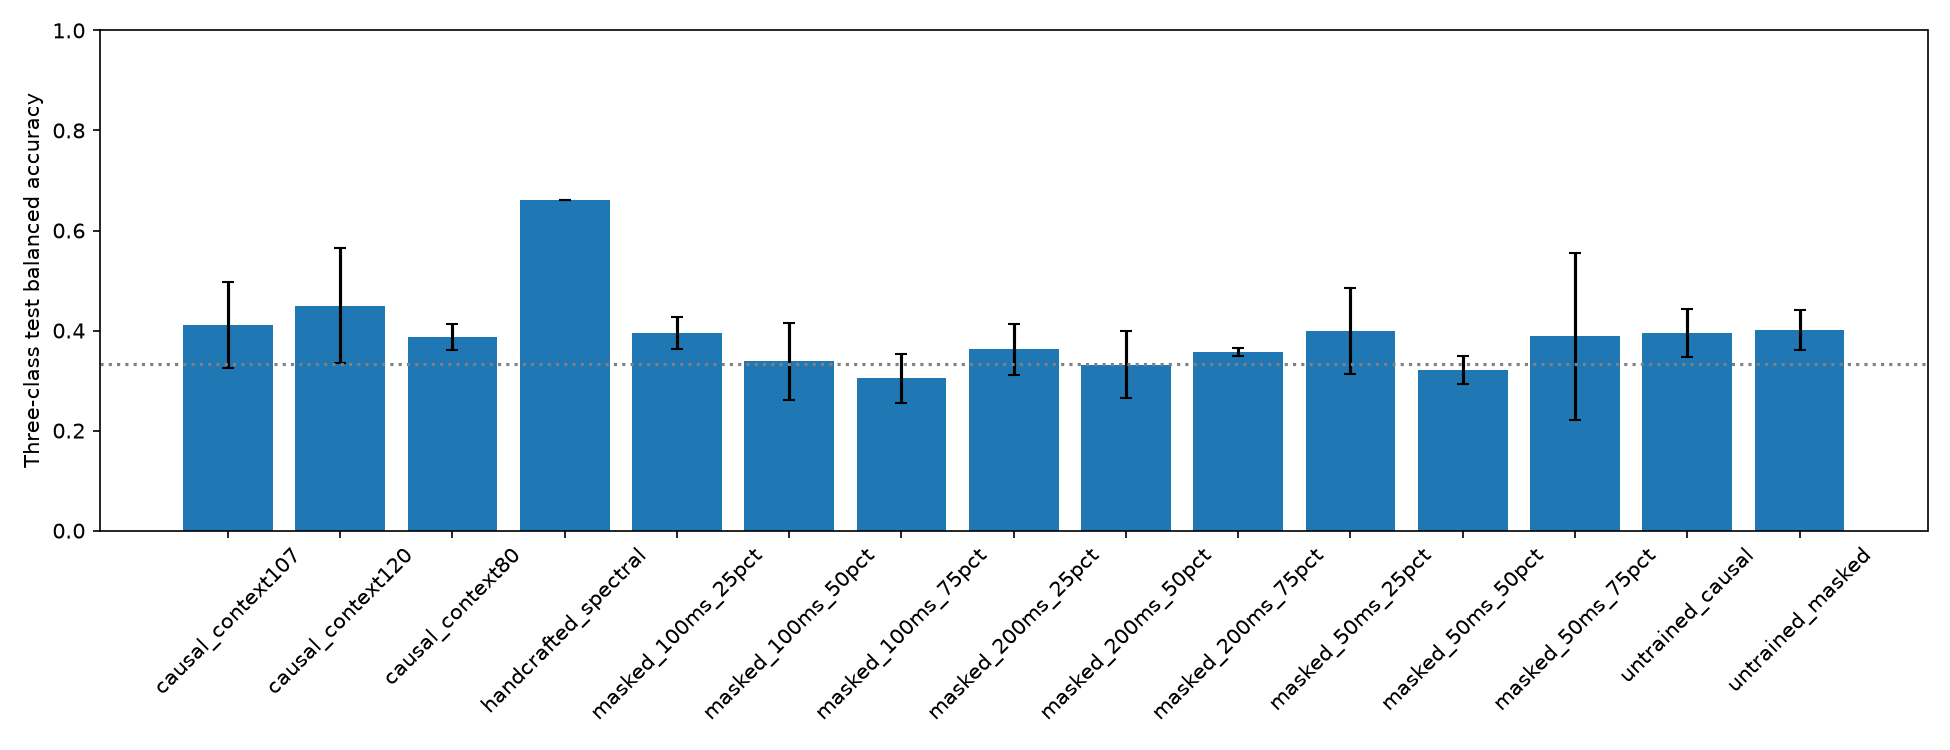 Three-class test balanced accuracy
1.0
0.8
0.6
0.4
0.2
0.0
causal_context107
causal_context120
causal_context80
handcrafted_spectral
masked_100ms_25pct
masked_100ms_50pct
masked_100ms_75pct
masked_200ms_25pct
masked_200ms_50pct
masked_200ms_75pct
masked_50ms_25pct
masked_50ms_50pct
masked_50ms_75pct
untrained_causal
untrained_masked